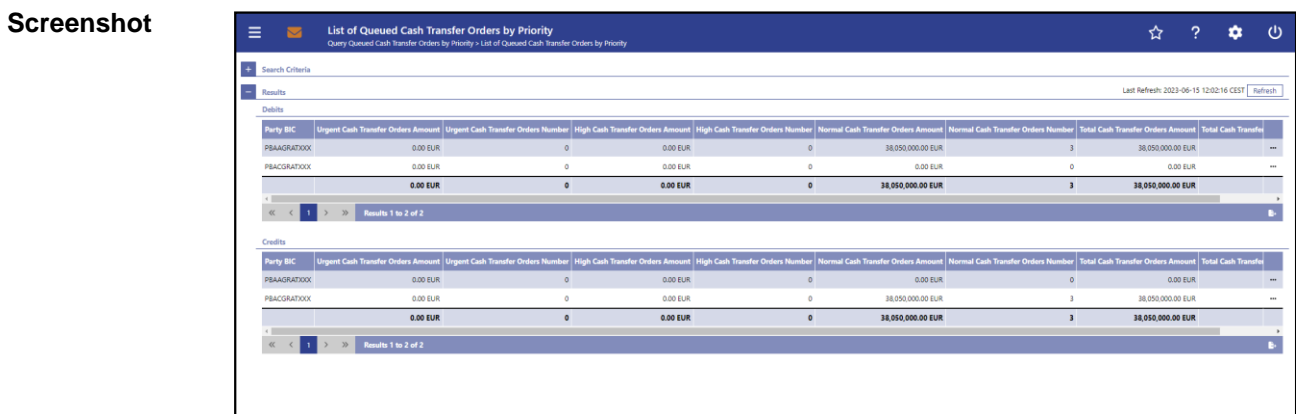 Screenshot
List of Queued Cash Transfer Orders by Priority
Query Queued Cash Transfer Orders by Priority > List of Queued Cash Transfer Orders by Priority
?
+ Search Criteria
− Results Last Refresh: 2023-06-15 12:02:16 CEST Refresh
Debits
Party BIC Urgent Cash Transfer Orders Amount Urgent Cash Transfer Orders Number High Cash Transfer Orders Amount High Cash Transfer Orders Number Normal Cash Transfer Orders Amount Normal Cash Transfer Orders Number Total Cash Transfer Orders Amount Total Cash Transfe
PBAAGRATXXX 0.00 EUR 0 0.00 EUR 0 38,050,000.00 EUR 3 38,050,000.00 EUR ...
PBACGRATXXX 0.00 EUR 0 0.00 EUR 0 0.00 EUR 0 0.00 EUR ...
0.00 EUR 0 0.00 EUR 0 38,050,000.00 EUR 3 38,050,000.00 EUR
« < 1 > » Results 1 to 2 of 2
Credits
Party BIC Urgent Cash Transfer Orders Amount Urgent Cash Transfer Orders Number High Cash Transfer Orders Amount High Cash Transfer Orders Number Normal Cash Transfer Orders Amount Normal Cash Transfer Orders Number Total Cash Transfer Orders Amount Total Cash Transfe
PBAAGRATXXX 0.00 EUR 0 0.00 EUR 0 0.00 EUR 0 0.00 EUR ...
PBACGRATXXX 0.00 EUR 0 0.00 EUR 0 38,050,000.00 EUR 3 38,050,000.00 EUR ...
0.00 EUR 0 0.00 EUR 0 38,050,000.00 EUR 3 38,050,000.00 EUR
« < 1 > » Results 1 to 2 of 2